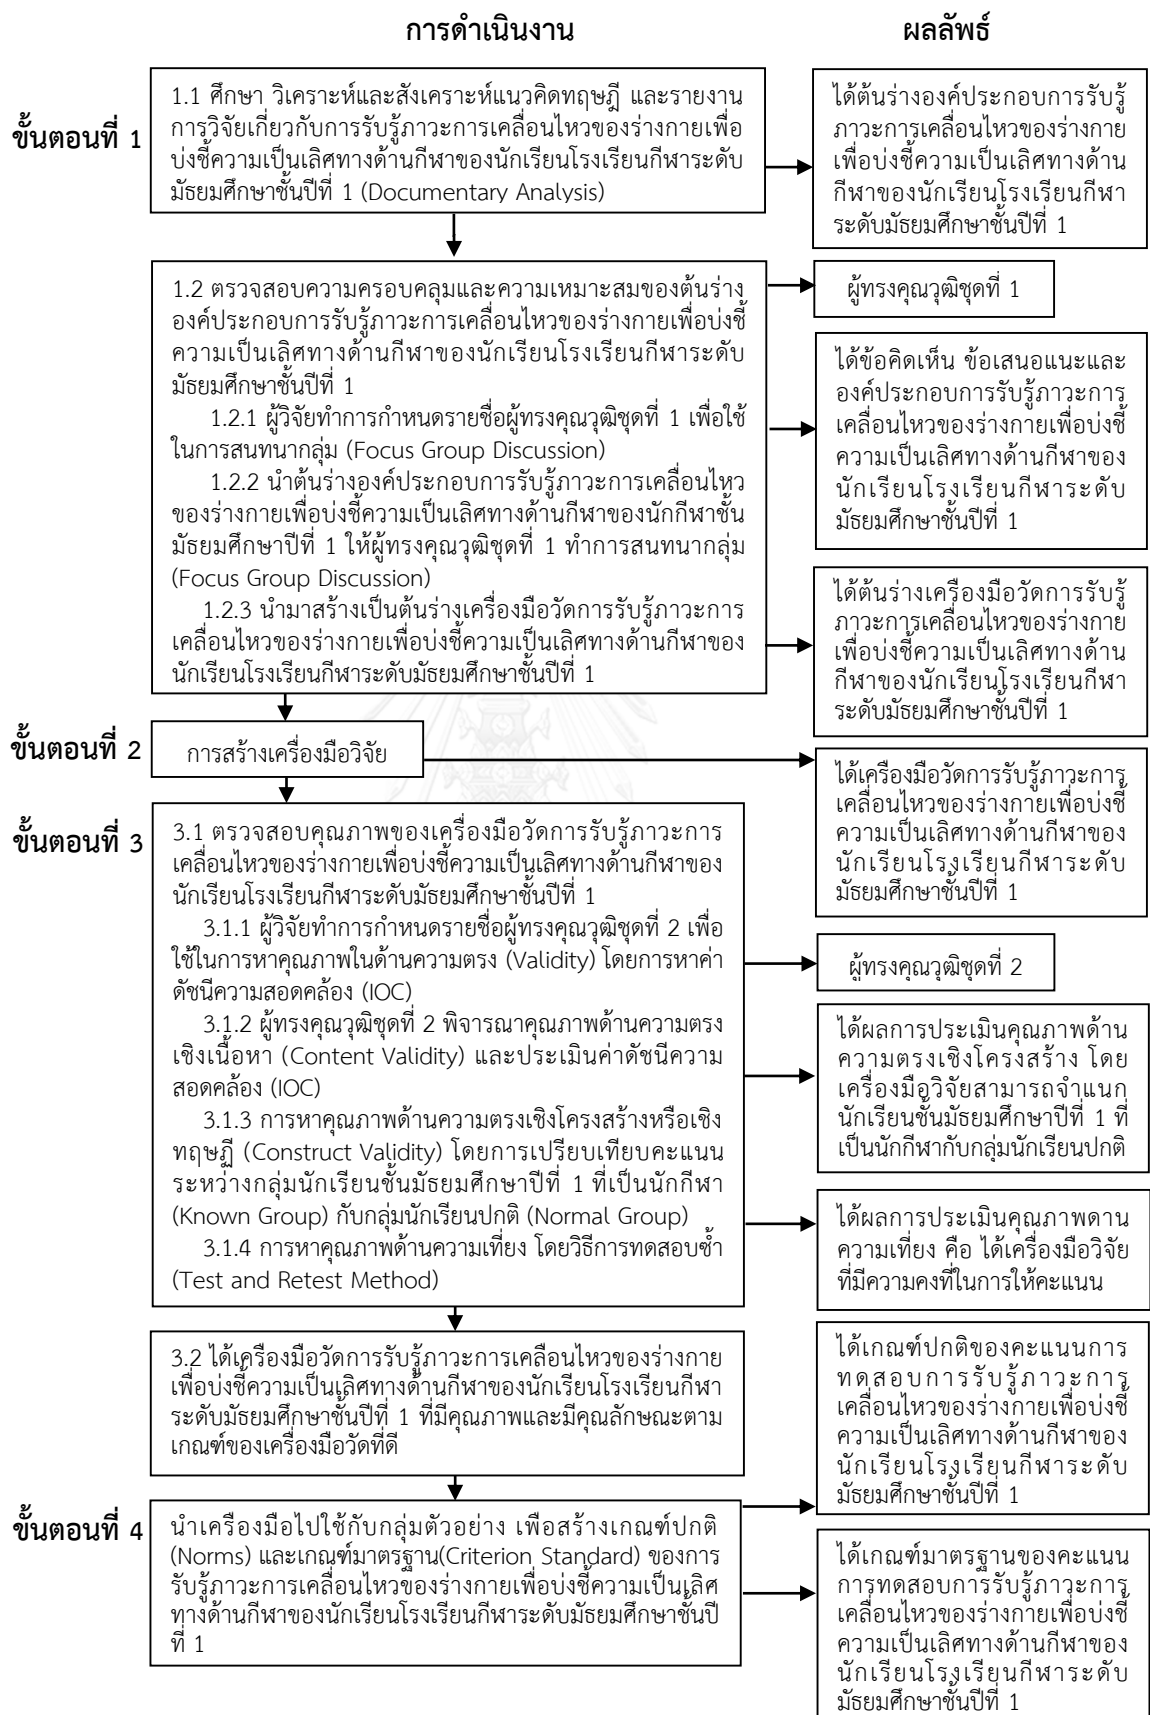 การดำเนินงาน
ผลลัพธ์
ขั้นตอนที่ 1
1.1 ศึกษา วิเคราะห์และสังเคราะห์แนวคิดทฤษฎี และรายงาน
การวิจัยเกี่ยวกับการรับรู้ภาวะการเคลื่อนไหวของร่างกายเพื่อ
บ่งชี้ความเป็นเลิศทางด้านกีฬาของนักเรียนโรงเรียนกีฬาระดับ
มัธยมศึกษาชั้นปีที่ 1 (Documentary Analysis)
ได้ต้นร่างองค์ประกอบการรับรู้
ภาวะการเคลื่อนไหวของร่างกาย
เพื่อบ่งชี้ความเป็นเลิศทางด้าน
กีฬาของนักเรียนโรงเรียนกีฬา
ระดับมัธยมศึกษาชั้นปีที่ 1
1.2 ตรวจสอบความครอบคลุมและความเหมาะสมของต้นร่าง
องค์ประกอบการรับรู้ภาวะการเคลื่อนไหวของร่างกายเพื่อบ่งชี้
ความเป็นเลิศทางด้านกีฬาของนักเรียนโรงเรียนกีฬาระดับ
มัธยมศึกษาชั้นปีที่ 1
1.2.1 ผู้วิจัยทำการกำหนดรายชื่อผู้ทรงคุณวุฒิชุดที่ 1 เพื่อใช้
ในการสนทนากลุ่ม (Focus Group Discussion)
1.2.2 นำต้นร่างองค์ประกอบการรับรู้ภาวะการเคลื่อนไหว
ของร่างกายเพื่อบ่งชี้ความเป็นเลิศทางด้านกีฬาของนักกีฬาชั้น
มัธยมศึกษาปีที่ 1 ให้ผู้ทรงคุณวุฒิชุดที่ 1 ทำการสนทนากลุ่ม
(Focus Group Discussion)
1.2.3 นำมาสร้างเป็นต้นร่างเครื่องมือวัดการรับรู้ภาวะการ
เคลื่อนไหวของร่างกายเพื่อบ่งชี้ความเป็นเลิศทางด้านกีฬาของ
นักเรียนโรงเรียนกีฬาระดับมัธยมศึกษาชั้นปีที่ 1
ผู้ทรงคุณวุฒิชุดที่ 1
ได้ข้อคิดเห็น ข้อเสนอแนะและ
องค์ประกอบการรับรู้ภาวะการ
เคลื่อนไหวของร่างกายเพื่อบ่งชี้
ความเป็นเลิศทางด้านกีฬาของ
นักเรียนโรงเรียนกีฬาระดับ
มัธยมศึกษาชั้นปีที่ 1
ได้ต้นร่างเครื่องมือวัดการรับรู้
ภาวะการเคลื่อนไหวของร่างกาย
เพื่อบ่งชี้ความเป็นเลิศทางด้าน
กีฬาของนักเรียนโรงเรียนกีฬา
ระดับมัธยมศึกษาชั้นปีที่ 1
ขั้นตอนที่ 2
การสร้างเครื่องมือวิจัย
ได้เครื่องมือวัดการรับรู้ภาวะการ
เคลื่อนไหวของร่างกายเพื่อบ่งชี้
ความเป็นเลิศทางด้านกีฬาของ
นักเรียนโรงเรียนกีฬาระดับ
มัธยมศึกษาชั้นปีที่ 1
ขั้นตอนที่ 3
3.1 ตรวจสอบคุณภาพของเครื่องมือวัดการรับรู้ภาวะการ
เคลื่อนไหวของร่างกายเพื่อบ่งชี้ความเป็นเลิศทางด้านกีฬาของ
นักเรียนโรงเรียนกีฬาระดับมัธยมศึกษาชั้นปีที่ 1
3.1.1 ผู้วิจัยทำการกำหนดรายชื่อผู้ทรงคุณวุฒิชุดที่ 2 เพื่อ
ใช้ในการหาคุณภาพในด้านความตรง (Validity) โดยการหาค่า
ดัชนีความสอดคล้อง (IOC)
3.1.2 ผู้ทรงคุณวุฒิชุดที่ 2 พิจารณาคุณภาพด้านความตรง
เชิงเนื้อหา (Content Validity) และประเมินค่าดัชนีความ
สอดคล้อง (IOC)
3.1.3 การหาคุณภาพด้านความตรงเชิงโครงสร้างหรือเชิง
ทฤษฏี (Construct Validity) โดยการเปรียบเทียบคะแนน
ระหว่างกลุ่มนักเรียนชั้นมัธยมศึกษาปีที่ 1 ที่เป็นนักกีฬา
(Known Group) กับกลุ่มนักเรียนปกติ (Normal Group)
3.1.4 การหาคุณภาพด้านความเที่ยง โดยวิธีการทดสอบซ้ำ
(Test and Retest Method)
ผู้ทรงคุณวุฒิชุดที่ 2
ได้ผลการประเมินคุณภาพด้าน
ความตรงเชิงโครงสร้าง โดย
เครื่องมือวิจัยสามารถจำแนก
นักเรียนชั้นมัธยมศึกษาปีที่ 1 ที่
เป็นนักกีฬากับกลุ่มนักเรียนปกติ
ได้ผลการประเมินคุณภาพดาน
ความเที่ยง คือ ได้เครื่องมือวิจัย
ที่มีความคงที่ในการให้คะแนน
3.2 ได้เครื่องมือวัดการรับรู้ภาวะการเคลื่อนไหวของร่างกาย
เพื่อบ่งชี้ความเป็นเลิศทางด้านกีฬาของนักเรียนโรงเรียนกีฬา
ระดับมัธยมศึกษาชั้นปีที่ 1 ที่มีคุณภาพและมีคุณลักษณะตาม
เกณฑ์ของเครื่องมือวัดที่ดี
ได้เกณฑ์ปกติของคะแนนการ
ทดสอบการรับรู้ภาวะการ
เคลื่อนไหวของร่างกายเพื่อบ่งชี้
ความเป็นเลิศทางด้านกีฬาของ
นักเรียนโรงเรียนกีฬาระดับ
มัธยมศึกษาชั้นปีที่ 1
ขั้นตอนที่ 4
นำเครื่องมือไปใช้กับกลุ่มตัวอย่าง เพื่อสร้างเกณฑ์ปกติ
(Norms) และเกณฑ์มาตรฐาน(Criterion Standard) ของการ
รับรู้ภาวะการเคลื่อนไหวของร่างกายเพื่อบ่งชี้ความเป็นเลิศ
ทางด้านกีฬาของนักเรียนโรงเรียนกีฬาระดับมัธยมศึกษาชั้นปี
ที่ 1
ได้เกณฑ์มาตรฐานของคะแนน
การทดสอบการรับรู้ภาวะการ
เคลื่อนไหวของร่างกายเพื่อบ่งชี้
ความเป็นเลิศทางด้านกีฬาของ
นักเรียนโรงเรียนกีฬาระดับ
มัธยมศึกษาชั้นปีที่ 1